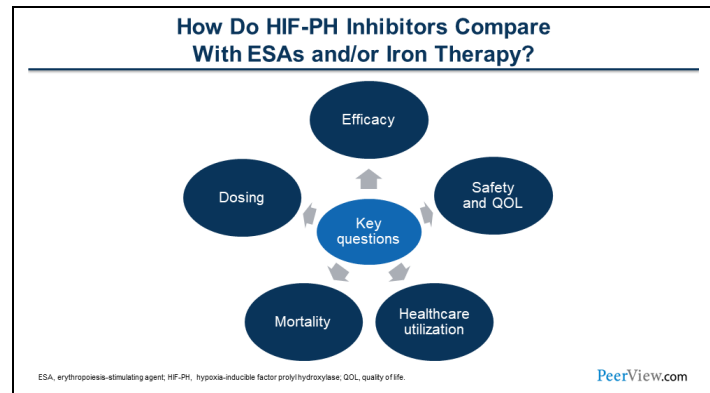 How Do HIF-PH Inhibitors Compare
With ESAs and/or Iron Therapy?
Efficacy
Dosing
Safety
and QOL
Key
questions
Mortality
Healthcare
utilization
ESA, erythropoiesis-stimulating agent; HIF-PH, hypoxia-inducible factor prolyl hydroxylase; QOL, quality of life.
PeerView.com